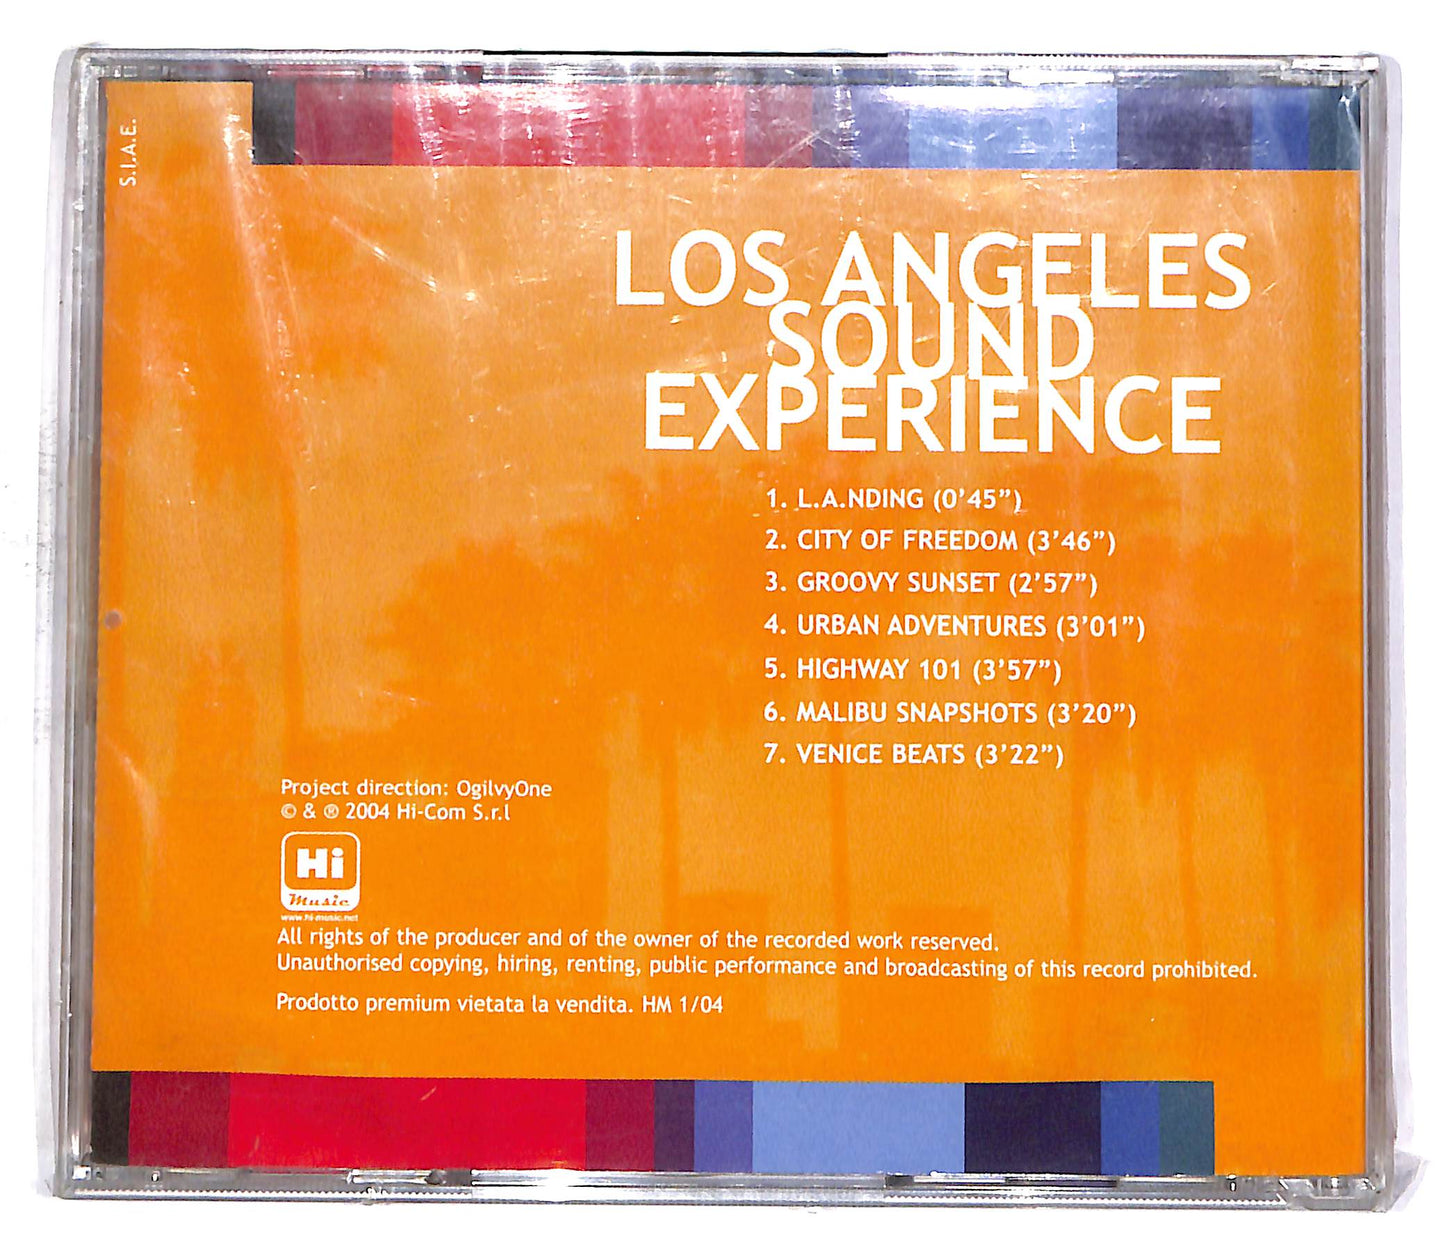 S.I.A.E.
LOS ANGELES
SOUND
EXPERIENCE
1. L.A.NDING (0'45”)
2. CITY OF FREEDOM (3'46”)
3. GROOVY SUNSET (2'57”)
4. URBAN ADVENTURES (3'01”)
5. HIGHWAY 101 (3'57”)
6. MALIBU SNAPSHOTS (3'20”)
7. VENICE BEATS (3'22”)
Project direction: OgilvyOne
© & ® 2004 Hi-Com S.r.l
Hi
Music
www.hi-music.net
All rights of the producer and of the owner of the recorded work reserved.
Unauthorised copying, hiring, renting, public performance and broadcasting of this record prohibited.
Prodotto premium vietata la vendita. HM 1/04